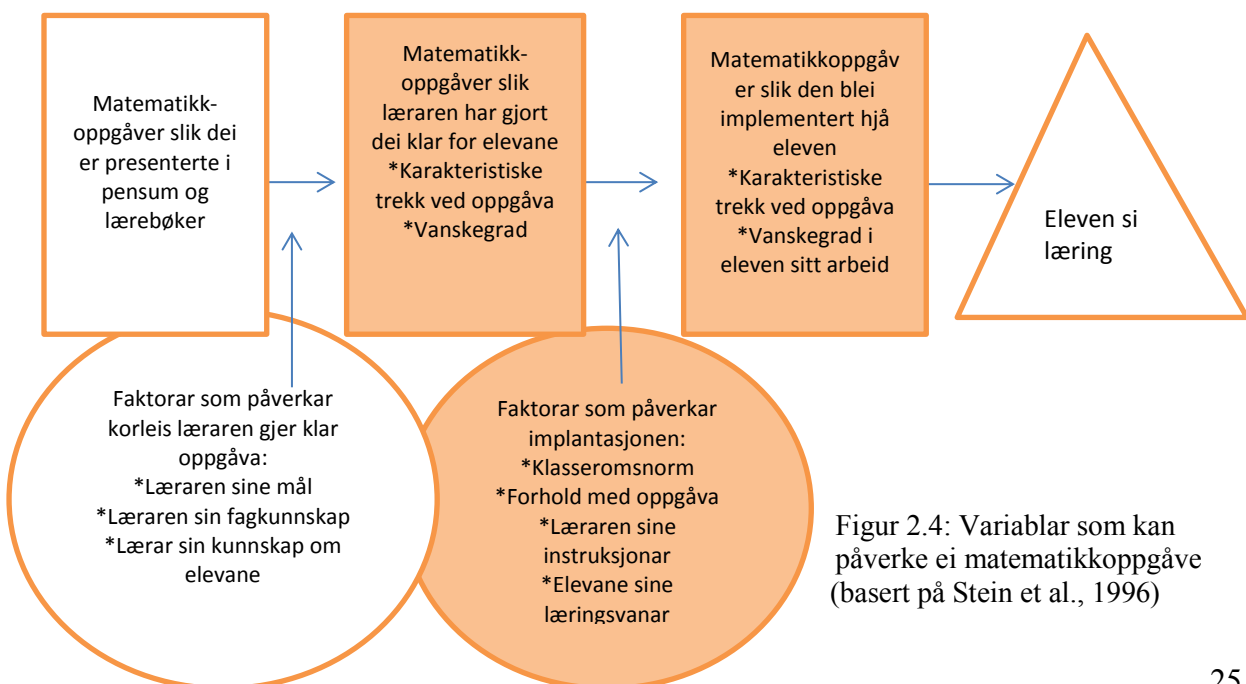 Matematikk-
oppgåver slik dei
er presenterte i
pensum og
lærebøker
Matematikk-
oppgåver slik
læraren har gjort
dei klar for elevane
*Karakteristiske
trekk ved oppgåva
*Vanskegrad
Matematikkoppgåv
er slik den blei
implementert hjå
eleven
*Karakteristiske
trekk ved oppgåva
*Vanskegrad i
eleven sitt arbeid
Eleven si
læring
Faktorar som påverkar
korleis læraren gjer klar
oppgåva:
*Læraren sine mål
*Læraren sin fagkunnskap
*Lærar sin kunnskap om
elevane
Faktorar som påverkar
implantasjonen:
*Klasseromsnorm
*Forhold med oppgåva
*Læraren sine
instruksjonar
*Elevane sine
læringsvanar
Figur 2.4: Variablar som kan
påverke ei matematikkoppgåve
(basert på Stein et al., 1996)
25